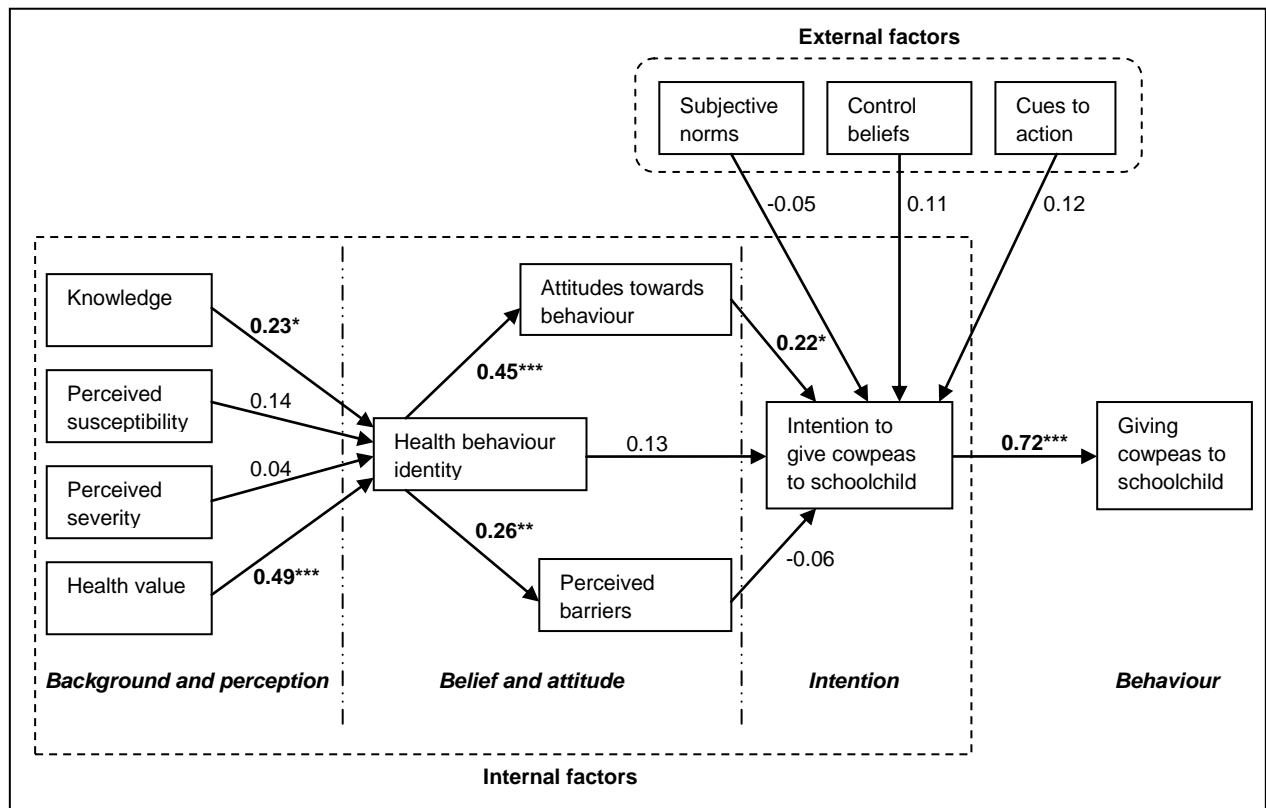 External factors
Subjective
norms
Control
beliefs
Cues to
action
-0.05
0.11
0.12
Knowledge
0.23*
Perceived
susceptibility
0.14
Perceived
severity
0.04
Health value
0.49***
Attitudes towards
behaviour
0.45***
0.22*
Health behaviour
identity
0.13
0.26**
Perceived
barriers
-0.06
Intention to
give cowpeas
to schoolchild
0.72***
Giving
cowpeas to
schoolchild
Background and perception
Belief and attitude
Intention
Behaviour
Internal factors